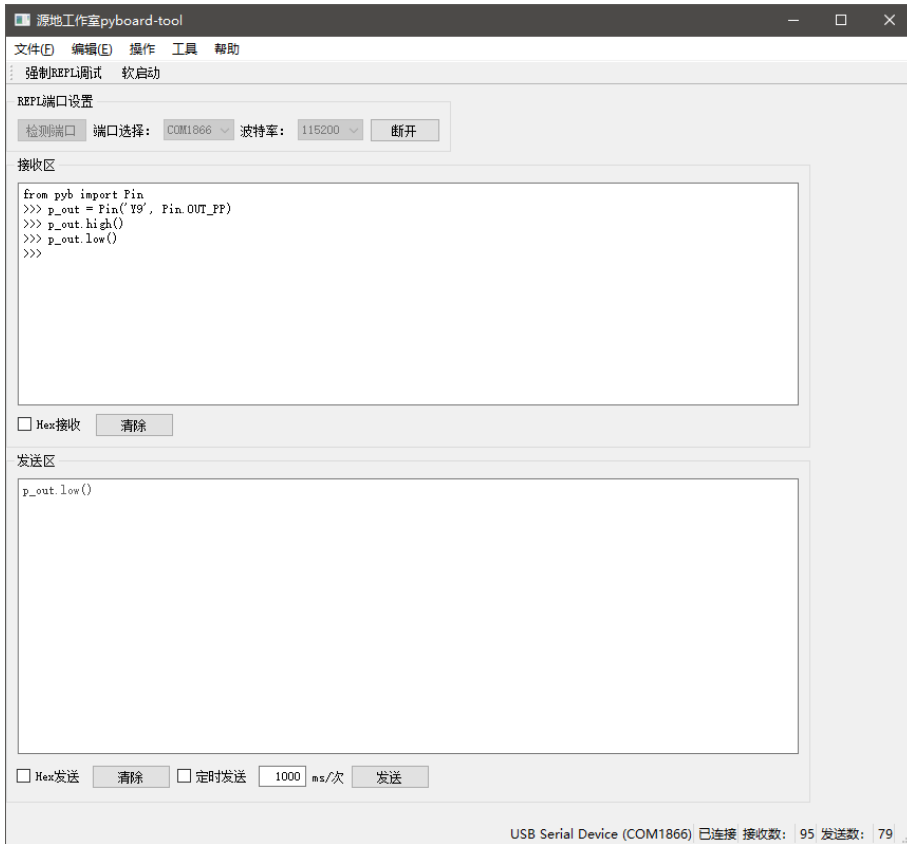 源地工作室pyboard-tool
文件(F) 编辑(E) 操作 工具 帮助
强制REPL调试 软启动
REPL端口设置
检测端口 端口选择: COM1866 波特率: 115200 断开
接收区
from pyb import Pin
>>> p_out = Pin('Y9', Pin.OUT_PP)
>>> p_out.high()
>>> p_out.low()
>>>
Hex接收 清除
发送区
p_out.low()
Hex发送 清除 定时发送 1000 ms/次 发送
USB Serial Device (COM1866) 已连接 接收数: 95 发送数: 79